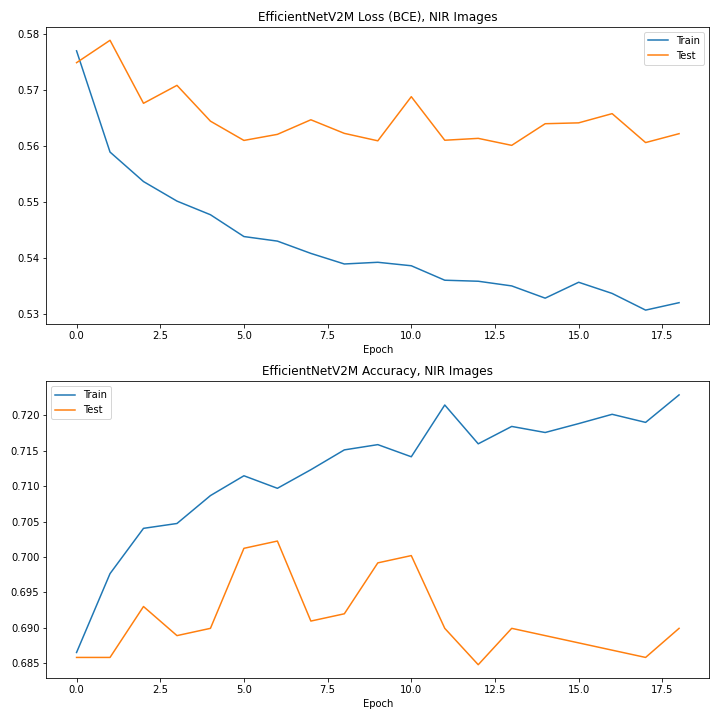 EfficientNetV2M Loss (BCE), NIR Images
Train
Test
0.58
0.57
0.56
0.55
0.54
0.53
0.0 2.5 5.0 7.5 10.0 12.5 15.0 17.5
Epoch
EfficientNetV2M Accuracy, NIR Images
Train
Test
0.720
0.715
0.710
0.705
0.700
0.695
0.690
0.685
0.0 2.5 5.0 7.5 10.0 12.5 15.0 17.5
Epoch